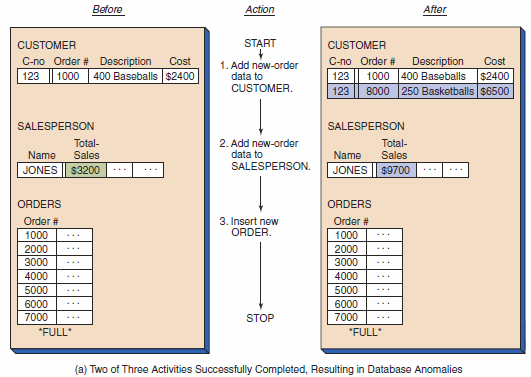 Before
Action
After
CUSTOMER
C-no Order # Description Cost
123 1000 400 Baseballs $2400
SALESPERSON
Total-
Name Sales
JONES $3200 ... ...
ORDERS
Order #
1000 ...
2000 ...
3000 ...
4000 ...
5000 ...
6000 ...
7000 ...
*FULL*
START
1. Add new-order
data to
CUSTOMER.
2. Add new-order
data to
SALESPERSON.
3. Insert new
ORDER.
STOP
CUSTOMER
C-no Order # Description Cost
123 1000 400 Baseballs $2400
123 8000 250 Basketballs $6500
SALESPERSON
Total-
Name Sales
JONES $9700 ... ...
ORDERS
Order #
1000 ...
2000 ...
3000 ...
4000 ...
5000 ...
6000 ...
7000 ...
*FULL*
(a) Two of Three Activities Successfully Completed, Resulting in Database Anomalies